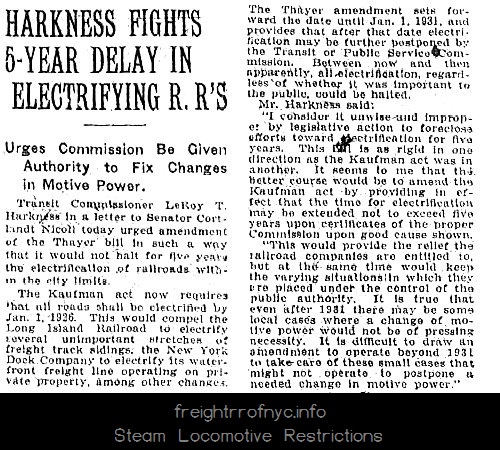 HARKNESS FIGHTS
5-YEAR DELAY IN
ELECTRIFYING R. R'S
Urges Commission Be Given
Authority to Fix Changes
in Motive Power.
Transit Commissioner LeRoy T.
Harkness in a letter to Senator Cort-
landt Nicoll today urged amendment
of the Thayer bill in such a way
that it would not halt for five years
the electrification of railroads with-
in the city limits.
The Kaufman act now requires
that all roads shall be electrified by
Jan. 1, 1926. This would compel the
Long Island Railroad to electrify
several unimportant stretches of
freight track sidings, the New York
Dock Company to electrify its water-
front freight line operating on pri-
vate property, among other changes.
The Thayer amendment sets for-
ward the date until Jan. 1, 1931, and
provides that after that date electri-
fication may be further postponed by
the Transit or Public Service Com-
mission. Between now and then
apparently, all electrification, regard-
less of whether it was important to
the public, could be halted.
Mr. Harkness said:
"I consider it unwise and improp-
er by legislative action to foreclose
efforts toward electrification for five
years. This bill is as rigid in one
direction as the Kaufman act was in
another. It seems to me that the
better course would be to amend the
Kaufman act by providing in ef-
fect that the time for electrification
may be extended not to exceed five
years upon certificates of the proper
Commission upon good cause shown.
"This would provide the relief the
railroad companies are entitled to,
but at the same time would keep
the varying situations in which they
are placed under the control of the
public authority. It is true that
even after 1931 there may be some
local cases where a change of mo-
tive power would not be of pressing
necessity. It is difficult to draw an
amendment to operate beyond 1931
to take care of these small cases that
might not operate to postpone a
needed change in motive power."
freightrrofnyc.info
Steam Locomotive Restrictions